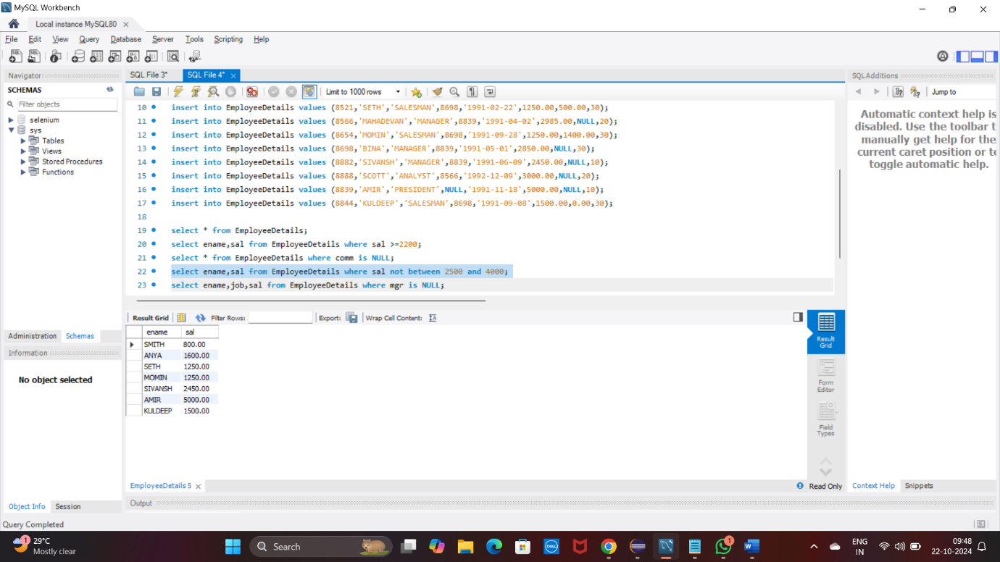 MySQL Workbench
Local instance MySQL80
File Edit View Query Database Server Tools Scripting Help
Navigator
SCHEMAS
Filter objects
selenium
sys
Tables
Views
Stored Procedures
Functions
Administration Schemas
Information
No object selected
Object Info Session
Query Completed
SQL File 3* SQL File 4*
Limit to 1000 rows
10 insert into EmployeeDetails values (8521,'SETH','SALESMAN',8698,'1991-02-22',1250.00,500.00,30);
11 insert into EmployeeDetails values (8566,'MAHADEVAN','MANAGER',8839,'1991-04-02',2985.00,NULL,20);
12 insert into EmployeeDetails values (8654,'MOMIN','SALESMAN',8698,'1991-09-28',1250.00,1400.00,30);
13 insert into EmployeeDetails values (8698,'BINA','MANAGER',8839,'1991-05-01',2850.00,NULL,30);
14 insert into EmployeeDetails values (8882,'SIVANSH','MANAGER',8839,'1991-06-09',2450.00,NULL,10);
15 insert into EmployeeDetails values (8888,'SCOTT','ANALYST',8566,'1992-12-09',3000.00,NULL,20);
16 insert into EmployeeDetails values (8839,'AMIR','PRESIDENT',NULL,'1991-11-18',5000.00,NULL,10);
17 insert into EmployeeDetails values (8844,'KULDEEP','SALESMAN',8698,'1991-09-08',1500.00,0.00,30);
18
19 select * from EmployeeDetails;
20 select ename,sal from EmployeeDetails where sal >=2200;
21 select * from EmployeeDetails where comm is NULL;
22 select ename,sal from EmployeeDetails where sal not between 2500 and 4000;
23 select ename,job,sal from EmployeeDetails where mgr is NULL;
Result Grid Filter Rows: Export: Wrap Cell Content:
ename sal
SMITH 800.00
ANYA 1600.00
SETH 1250.00
MOMIN 1250.00
SIVANSH 2450.00
AMIR 5000.00
KULDEEP 1500.00
Result
Grid
Form
Editor
Field
Types
EmployeeDetails 5
Read Only
Output
SQLAdditions
Jump to
Automatic context help is
disabled. Use the toolbar t
manually get help for the
current caret position or to
toggle automatic help.
Context Help Snippets
1
29°C
Mostly clear
Search
DELL
1
ENG
IN
09:48
22-10-2024